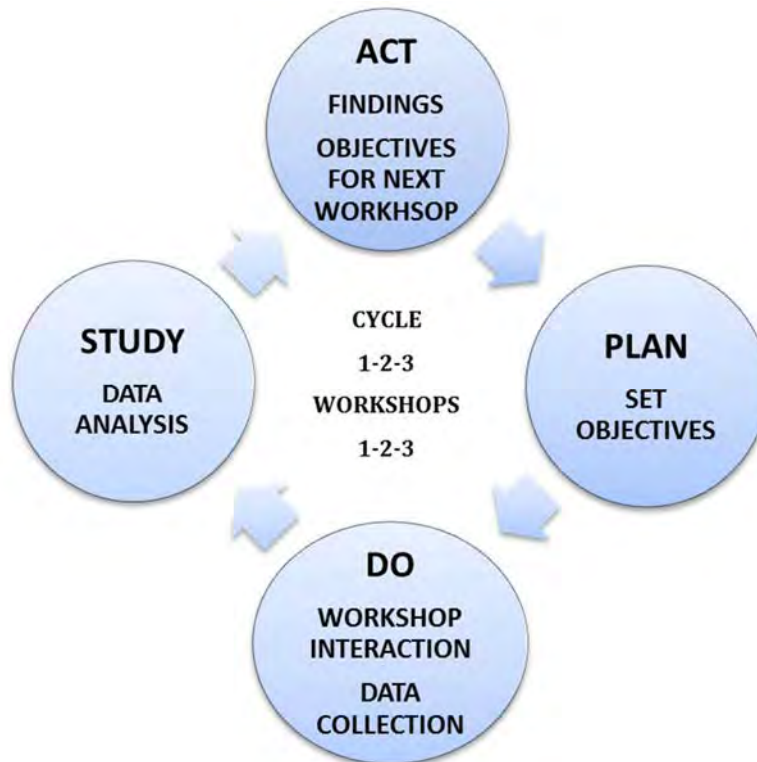 ACT
FINDINGS
OBJECTIVES
FOR NEXT
WORKHSOP
STUDY
DATA
ANALYSIS
CYCLE
1-2-3
WORKSHOPS
1-2-3
PLAN
SET
OBJECTIVES
DO
WORKSHOP
INTERACTION
DATA
COLLECTION